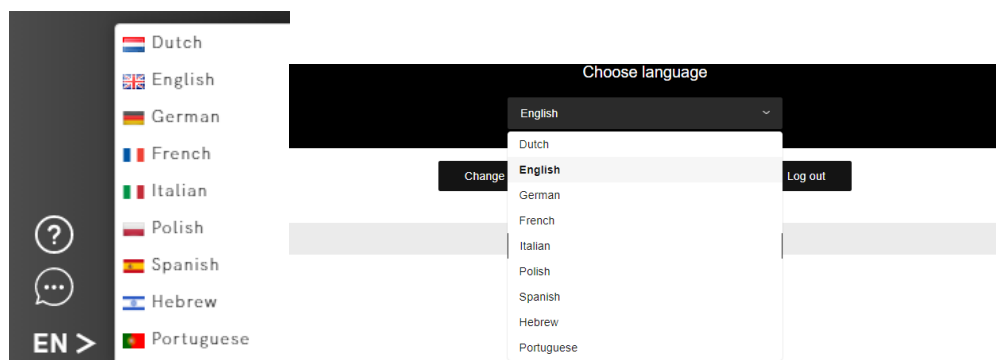 Dutch
English
German
French
Italian
Polish
Spanish
Hebrew
Portuguese
?
EN >
Choose language
English
Dutch
English
German
French
Italian
Polish
Spanish
Hebrew
Portuguese
Change
Log out